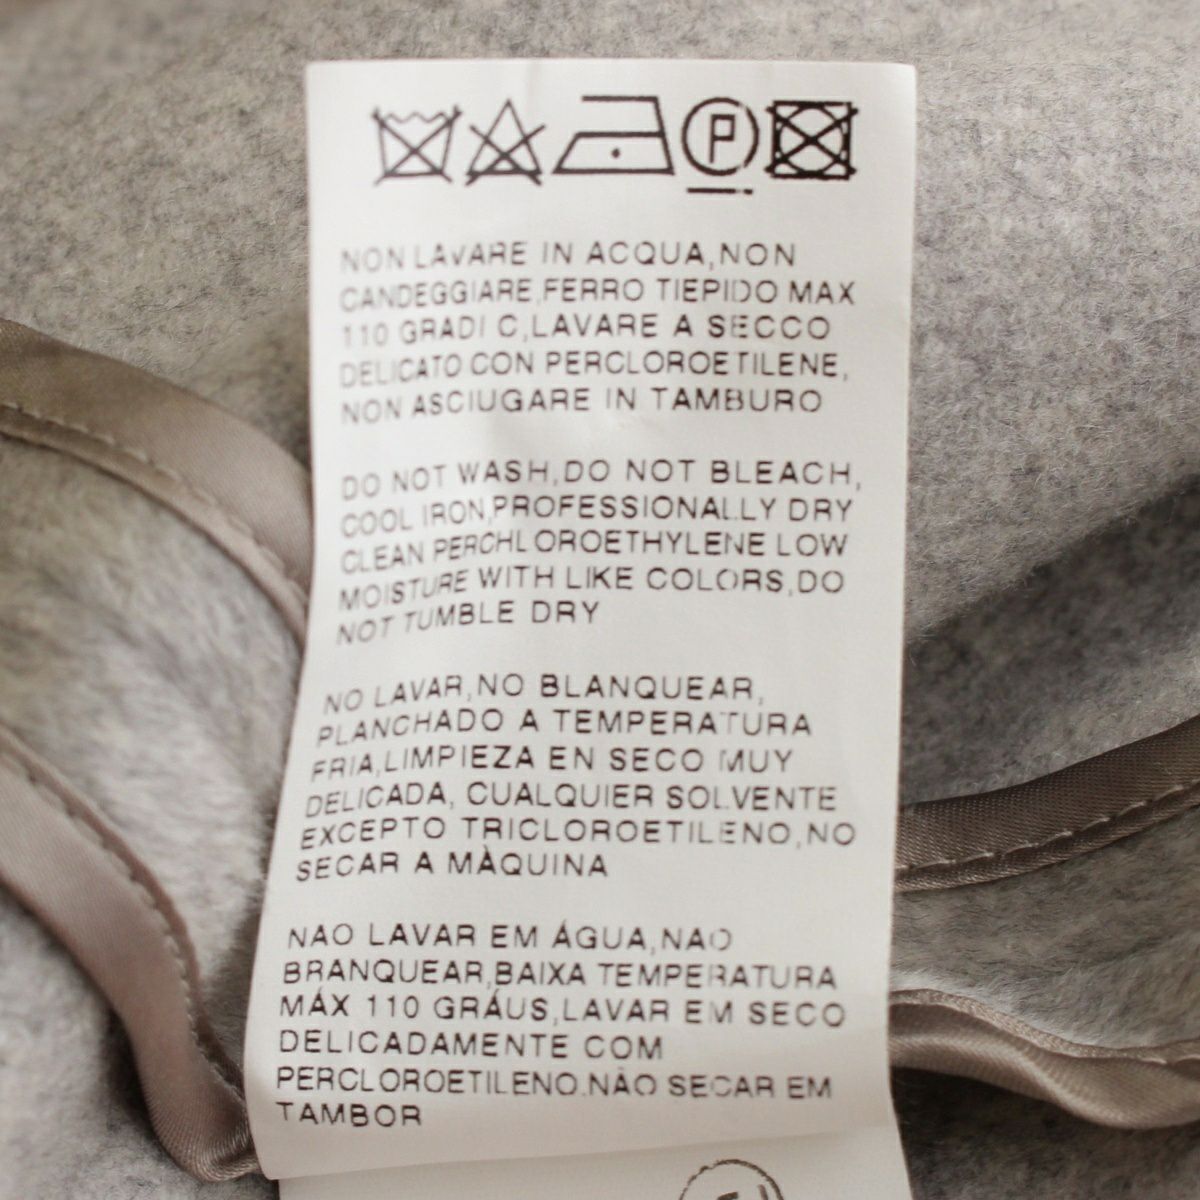 P
NON LAVARE IN ACQUA,NON
CANDEGGIARE,FERRO TIEPIDO MAX
110 GRADI C,LAVARE A SECCO
DELICATO CON PERCLOROETILENE,
NON ASCIUGARE IN TAMBURO
DO NOT WASH,DO NOT BLEACH,
COOL IRON,PROFESSIONALLY DRY
CLEAN PERCHLOROETHYLENE LOW
MOISTURE WITH LIKE COLORS,DO
NOT TUMBLE DRY
NO LAVAR,NO BLANQUEAR,
PLANCHADO A TEMPERATURA
FRIA,LIMPIEZA EN SECO MUY
DELICADA, CUALQUIER SOLVENTE
EXCEPTO TRICLOROETILENO,NO
SECAR A MÀQUINA
NAO LAVAR EM ÁGUA,NAO
BRANQUEAR,BAIXA TEMPERATURA
MÁX 110 GRÁUS,LAVAR EM SECO
DELICADAMENTE COM
PERCLOROETILENO.NÃO SECAR EM
TAMBOR